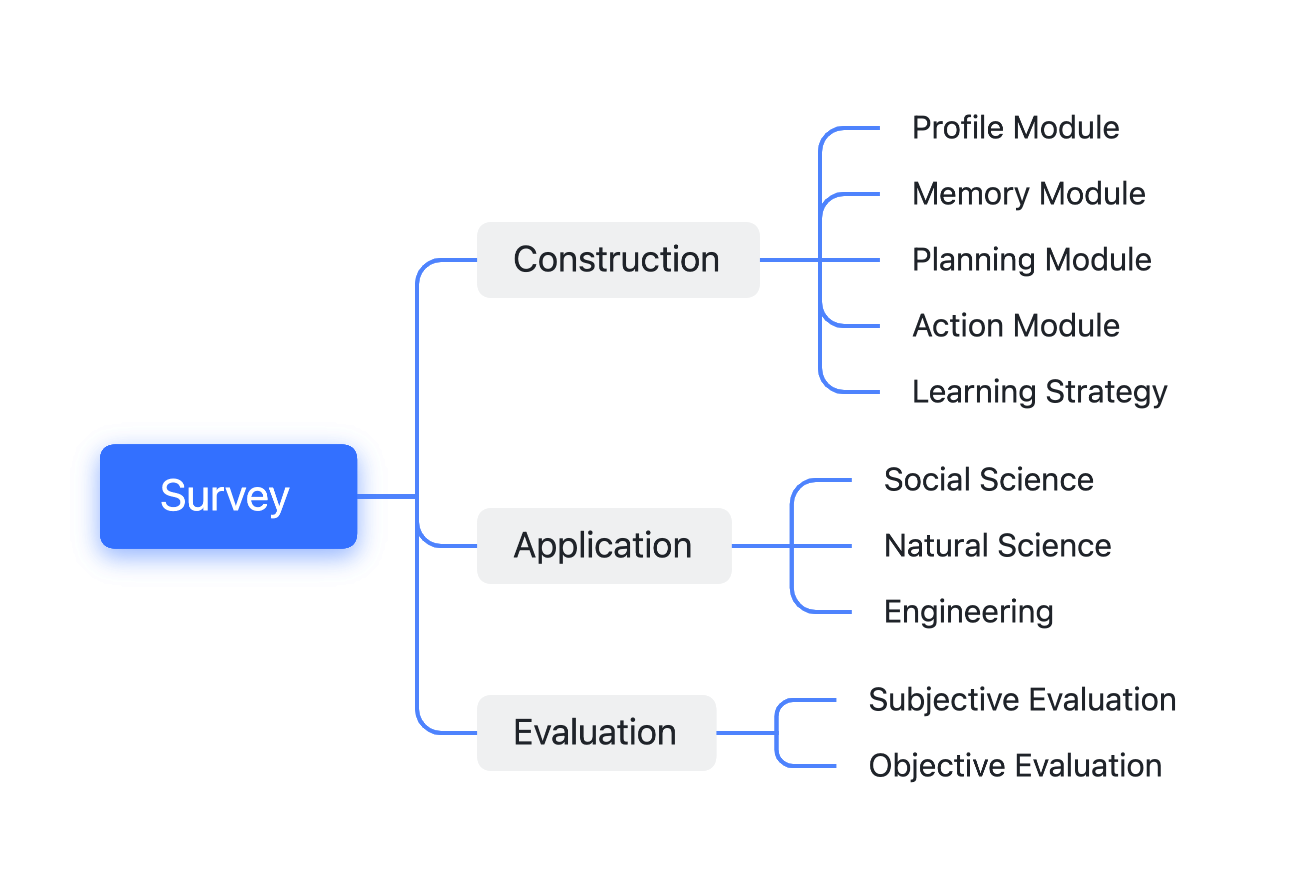 Survey
Construction
Profile Module
Memory Module
Planning Module
Action Module
Learning Strategy
Application
Social Science
Natural Science
Engineering
Evaluation
Subjective Evaluation
Objective Evaluation